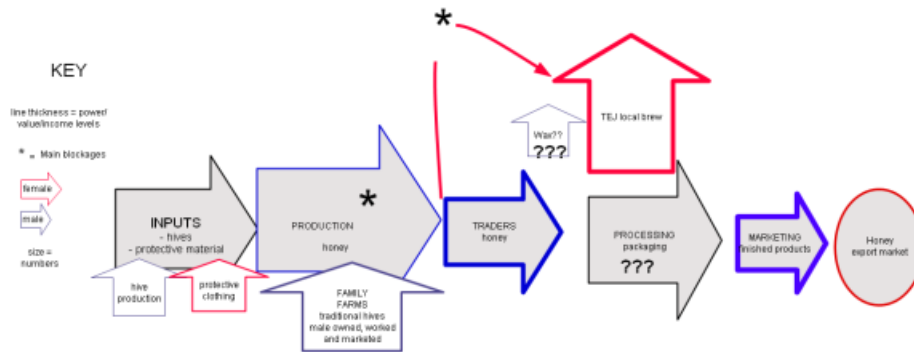 KEY
line thickness = power/
value/income levels
* = Main blockages
female
male
size =
numbers
INPUTS
- hives
- protective material
hive
production
protective
clothing
PRODUCTION
*
honey
FAMILY
FARMS
traditional hives
male owned, worked
and marketed
*
TRADERS
honey
Wax??
???
TEJ local brew
PROCESSING
packaging
???
MARKETING
finished products
Honey
export market